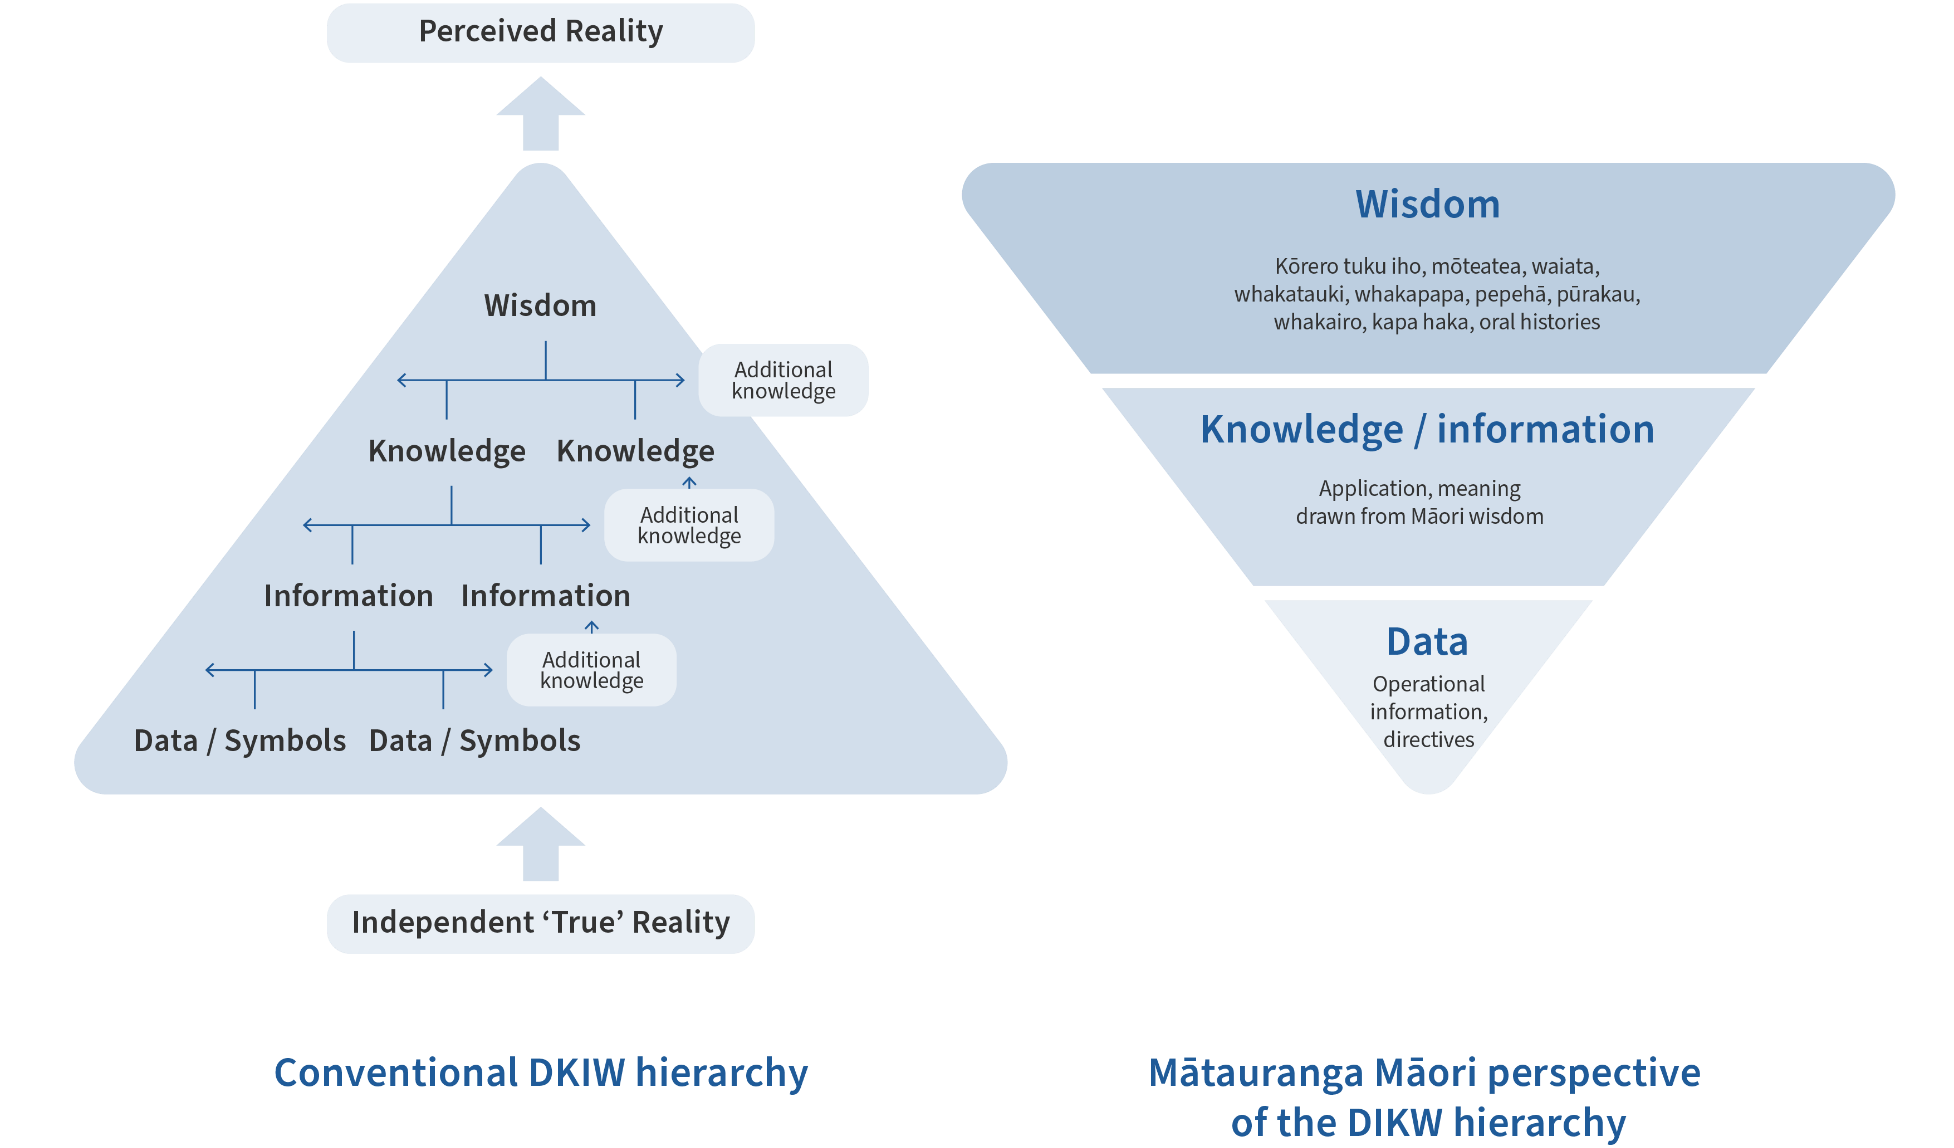 Perceived Reality
Wisdom
Additional
knowledge
Knowledge
Knowledge
Additional
knowledge
Information
Information
Additional
knowledge
Data / Symbols
Data / Symbols
Independent ‘True’ Reality
Conventional DKIW hierarchy
Wisdom
Kōrero tuku iho, mōteatea, waiata,
whakatauki, whakapapa, pepehā, pūrakau,
whakairo, kapa haka, oral histories
Knowledge / information
Application, meaning
drawn from Māori wisdom
Data
Operational
information,
directives
Mātauranga Māori perspective
of the DIKW hierarchy